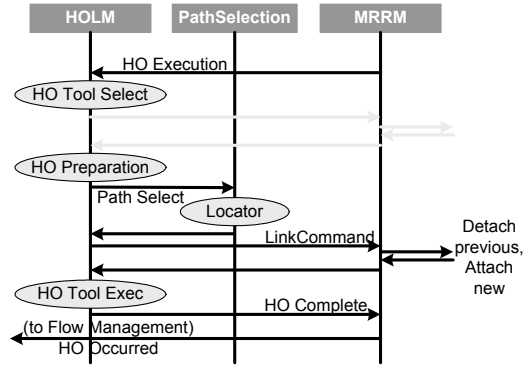 HOLM PathSelection MRRM
HO Execution
HO Tool Select
HO Preparation
Path Select
Locator
LinkCommand
Detach
previous,
Attach
new
HO Tool Exec
HO Complete
(to Flow Management)
HO Occurred